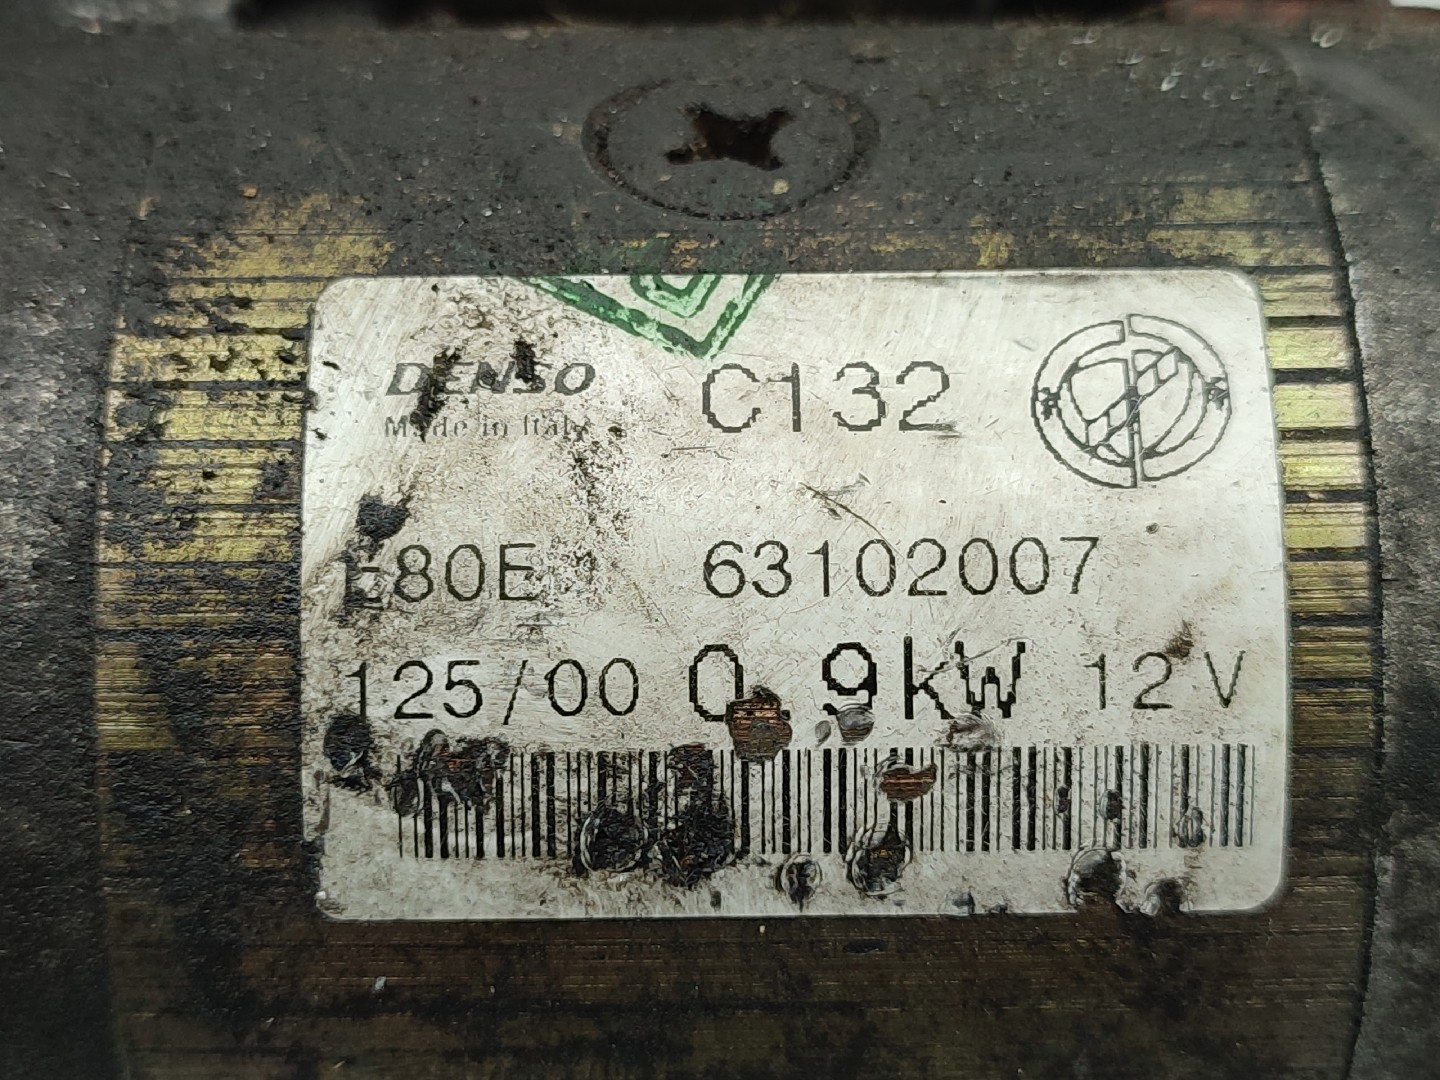 DENSO C132
Made in Italy
E80E 63102007
125/00 0.9kW 12V